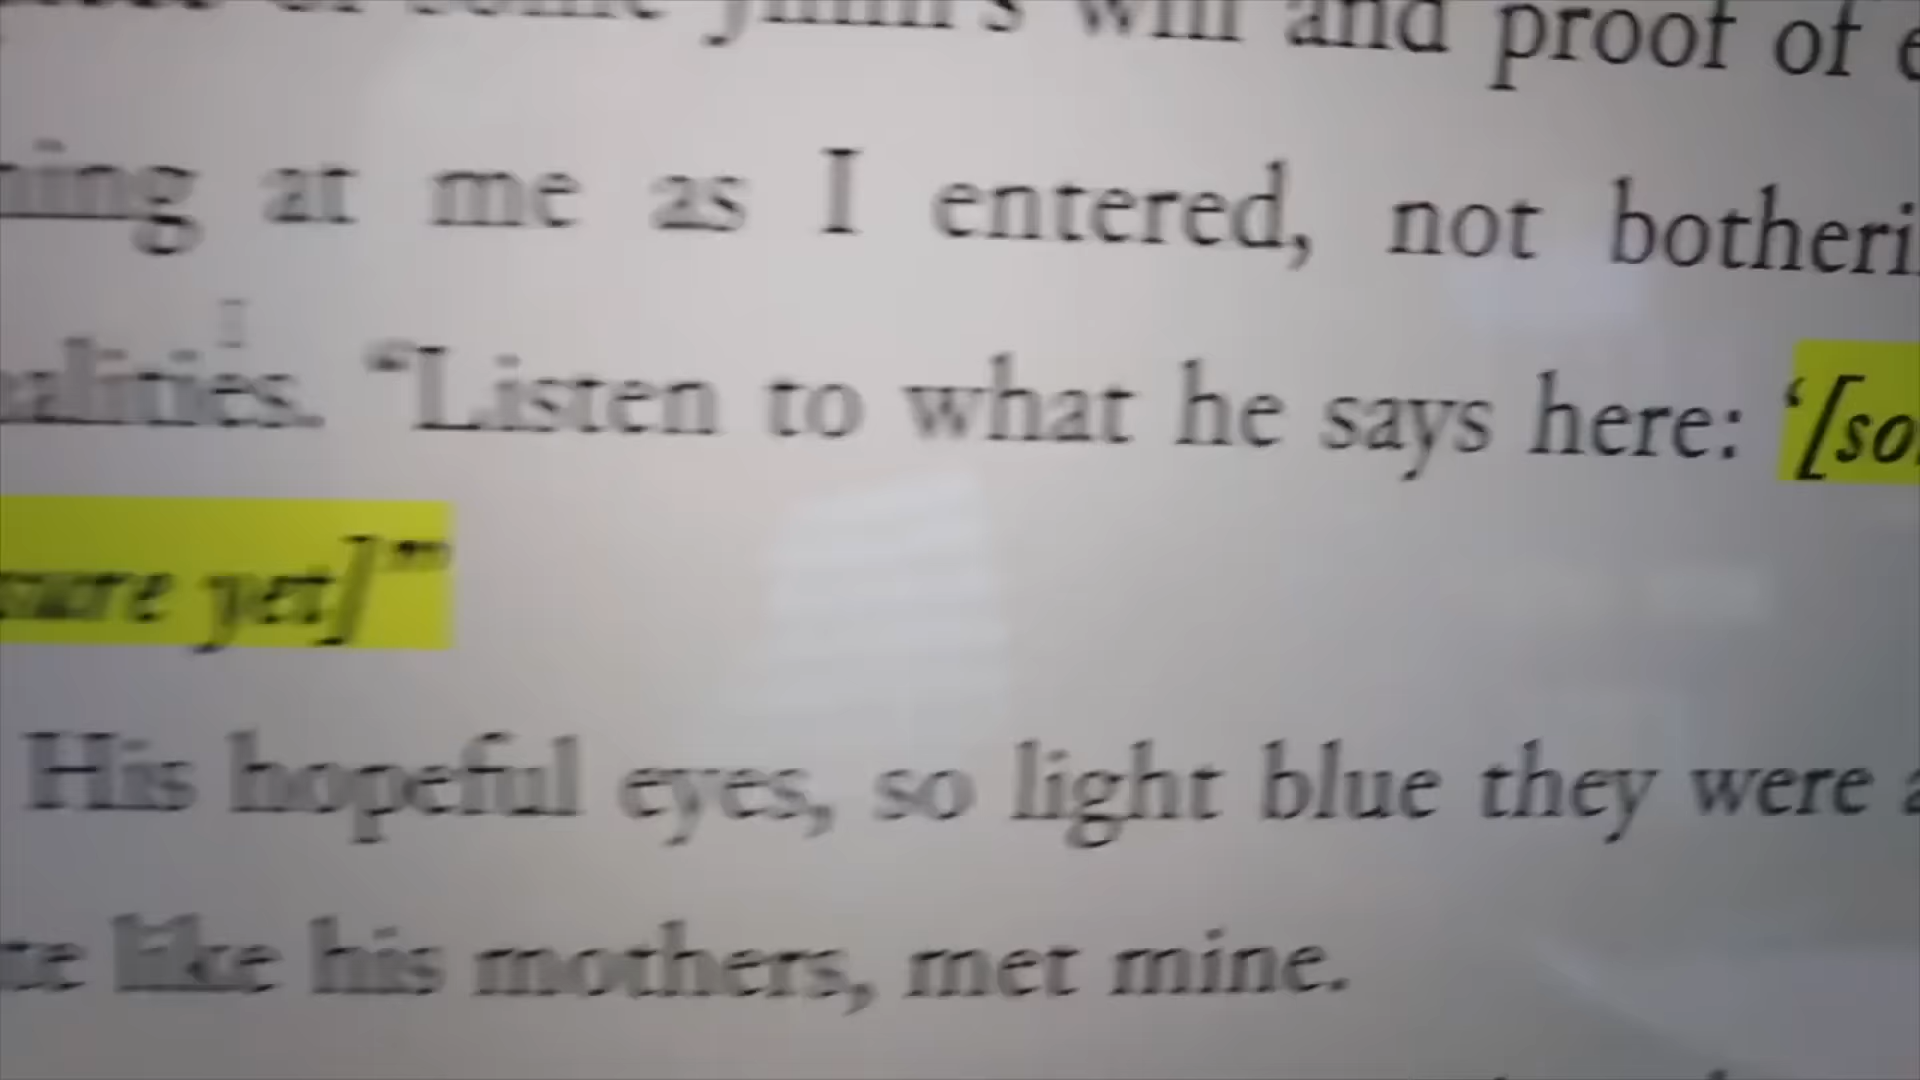 will and proof of
at me as I entered, not
“Listen to what he says here: ‘[so
yet]’”
His hopeful eyes, so light blue they were
like his mothers, met mine.